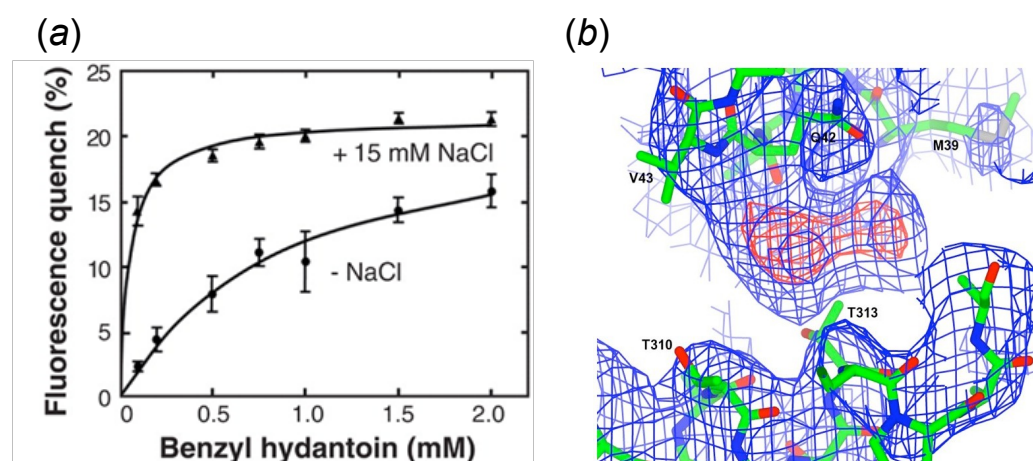 (a)
(b)
Fluorescence quench (%)
25
20
15
10
5
0
+ 15 mM NaCl
- NaCl
0
0.5
1.0
1.5
2.0
Benzyl hydantoin (mM)
Q42
M39
V43
T313
T310